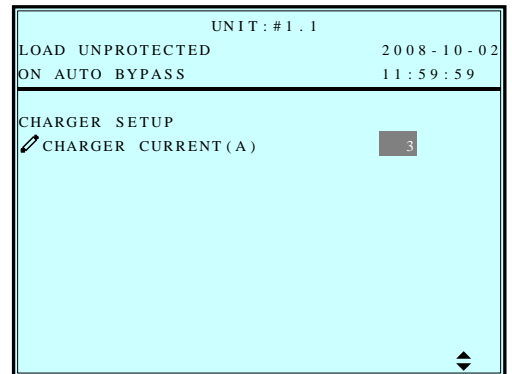 UNIT:#1.1
LOAD UNPROTECTED 2008-10-02
ON AUTO BYPASS 11:59:59
CHARGER SETUP
CHARGER CURRENT(A) 3